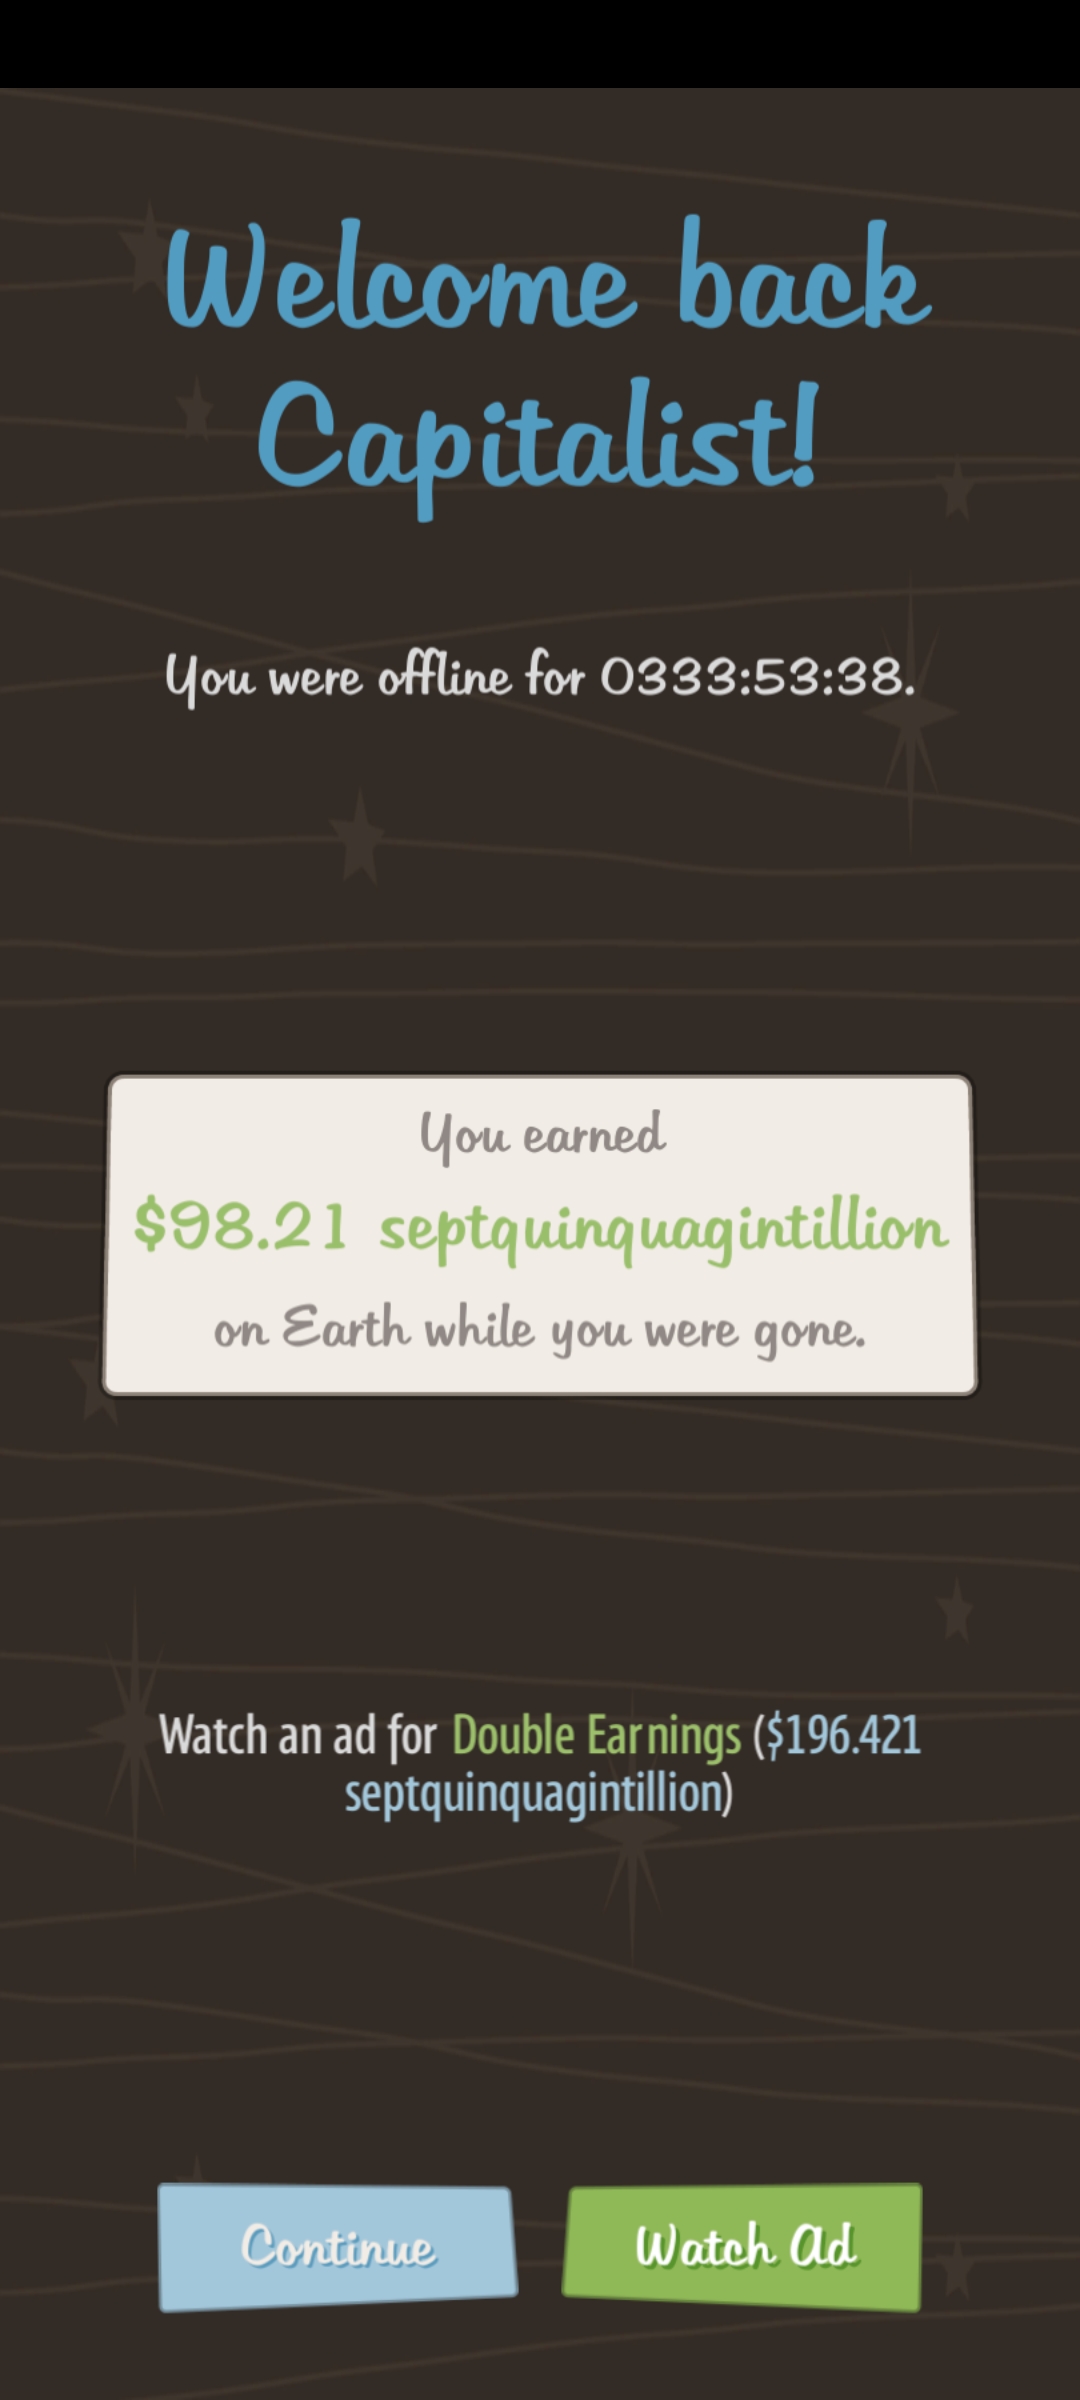 Welcome back
Capitalist!
You were offline for 0333:53:38.
You earned
$98.21 septquinquagintillion
on Earth while you were gone.
Watch an ad for Double Earnings ($196.421
septquinquagintillion)
Continue
Watch Ad